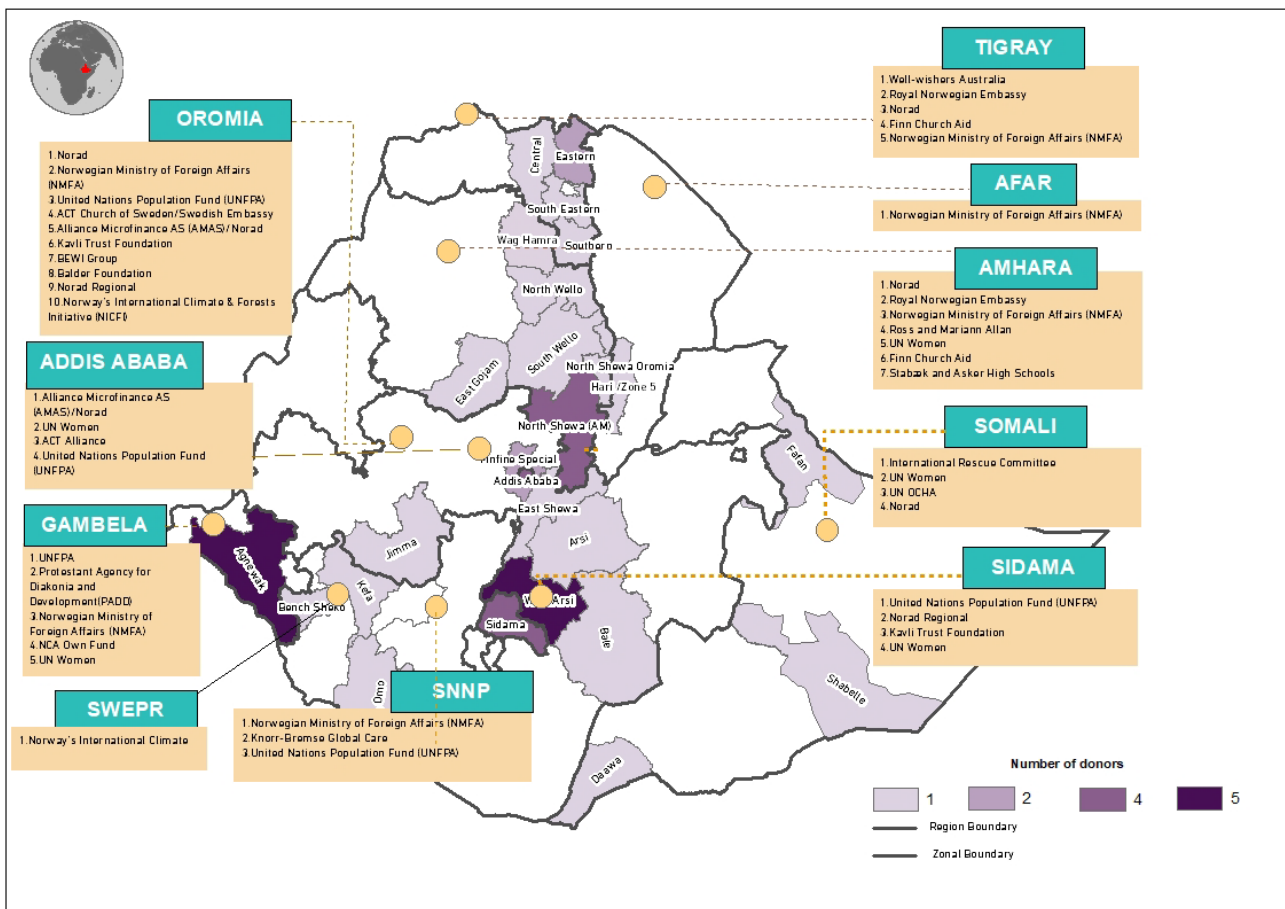 TIGRAY
1.Well-wishers Australia
2.Royal Norwegian Embassy
3.Norad
4.Finn Church Aid
5.Norwegian Ministry of Foreign Affairs (NMFA)
OROMIA
1.Norad
2.Norwegian Ministry of Foreign Affairs
(NMFA)
3.United Nations Population Fund (UNFPA)
4.ACT Church of Sweden/Swedish Embassy
5.Alliance Microfinance AS (AMAS)/Norad
6.Kavli Trust Foundation
7.BEWI Group
8.Balder Foundation
9.Norad Regional
10.Norway's International Climate & Forests
Initiative (NICFI)
AFAR
1.Norwegian Ministry of Foreign Affairs (NMFA)
AMHARA
1.Norad
2.Royal Norwegian Embassy
3.Norwegian Ministry of Foreign Affairs (NMFA)
4.Ross and Mariann Allan
5.UN Women
6.Finn Church Aid
7.Stabæk and Asker High Schools
ADDIS ABABA
1.Alliance Microfinance AS
(AMAS)/Norad
2.UN Women
3.ACT Alliance
4.United Nations Population Fund
(UNFPA)
SOMALI
1.International Rescue Committee
2.UN Women
3.UN OCHA
4.Norad
GAMBELA
1.UNFPA
2.Protestant Agency for
Diakonia and
Development(PADD)
3.Norwegian Ministry of
Foreign Affairs (NMFA)
4.NCA Own Fund
5.UN Women
SIDAMA
1.United Nations Population Fund (UNFPA)
2.Norad Regional
3.Kavli Trust Foundation
4.UN Women
SWEPR
1.Norway's International Climate
SNNP
1.Norwegian Ministry of Foreign Affairs (NMFA)
2.Knorr-Bremse Global Care
3.United Nations Population Fund (UNFPA)
Central
Eastern
South Eastern
Wag Hamra
Southern
North Wello
South Wello
East Gojam
North Shewa Oromia
Hari /Zone 5
North Shewa (AM)
Special
Addis Ababa
East Shewa
Fafan
Arsi
Jimma
Agnewak
Kefa
Bench Sheko
Arsi
Sidama
Bale
Omo
Shabelle
Daawa
Number of donors
1
2
4
5
Region Boundary
Zonal Boundary